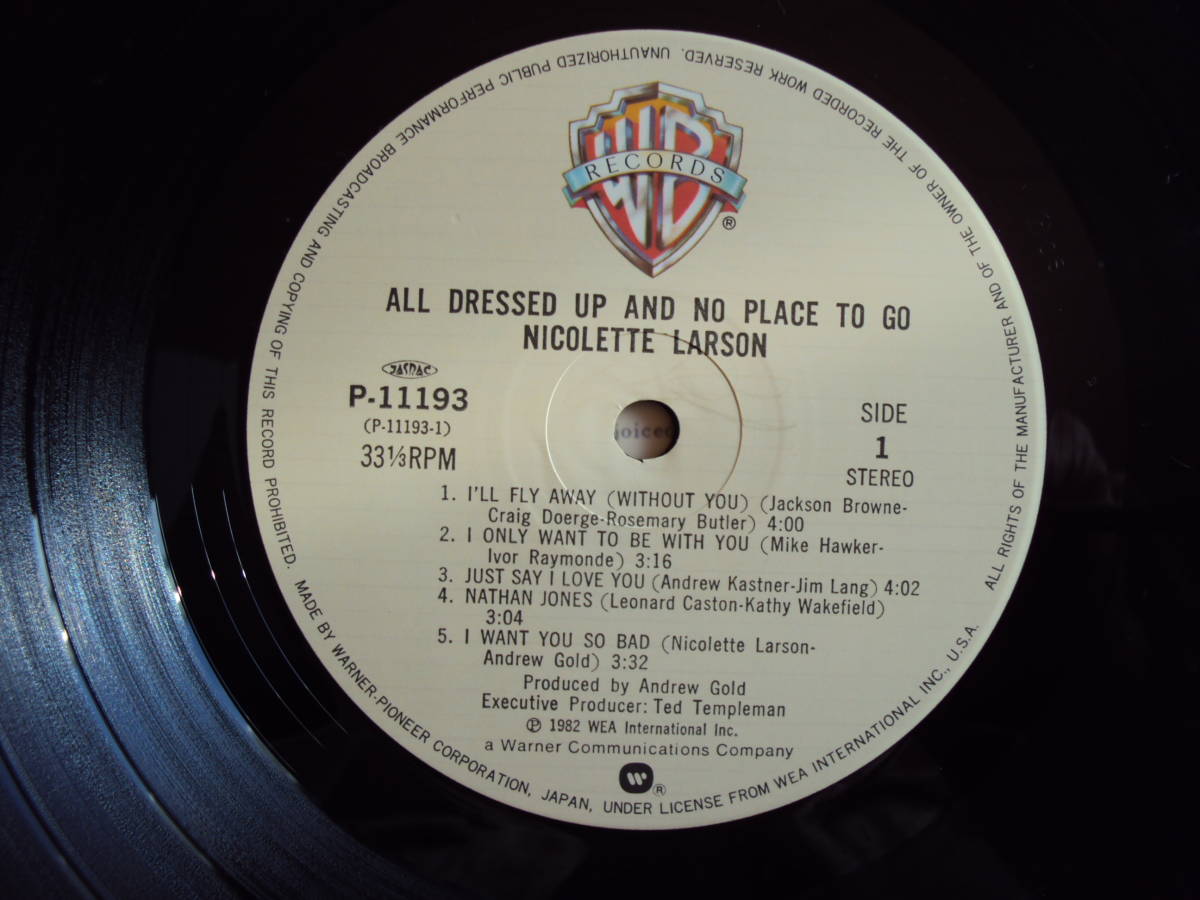 WB
RECORDS
®
ALL DRESSED UP AND NO PLACE TO GO
NICOLETTE LARSON
JASRAC
P-11193
(P-11193-1)
33⅓RPM
SIDE
1
STEREO
oiced
1. I'LL FLY AWAY (WITHOUT YOU) (Jackson Browne-
Craig Doerge-Rosemary Butler) 4:00
2. I ONLY WANT TO BE WITH YOU (Mike Hawker-
Ivor Raymonde) 3:16
3. JUST SAY I LOVE YOU (Andrew Kastner-Jim Lang) 4:02
4. NATHAN JONES (Leonard Caston-Kathy Wakefield)
3:04
5. I WANT YOU SO BAD (Nicolette Larson-
Andrew Gold) 3:32
Produced by Andrew Gold
Executive Producer: Ted Templeman
℗ 1982 WEA International Inc.
a Warner Communications Company
®
ALL RIGHTS OF THE MANUFACTURER AND OF THE OWNER OF THE RECORDED WORK RESERVED. UNAUTHORIZED PUBLIC PERFORMANCE BROADCASTING AND COPYING OF THIS RECORD PROHIBITED. MADE BY WARNER-PIONEER CORPORATION, JAPAN, UNDER LICENSE FROM WEA INTERNATIONAL INC., U.S.A.